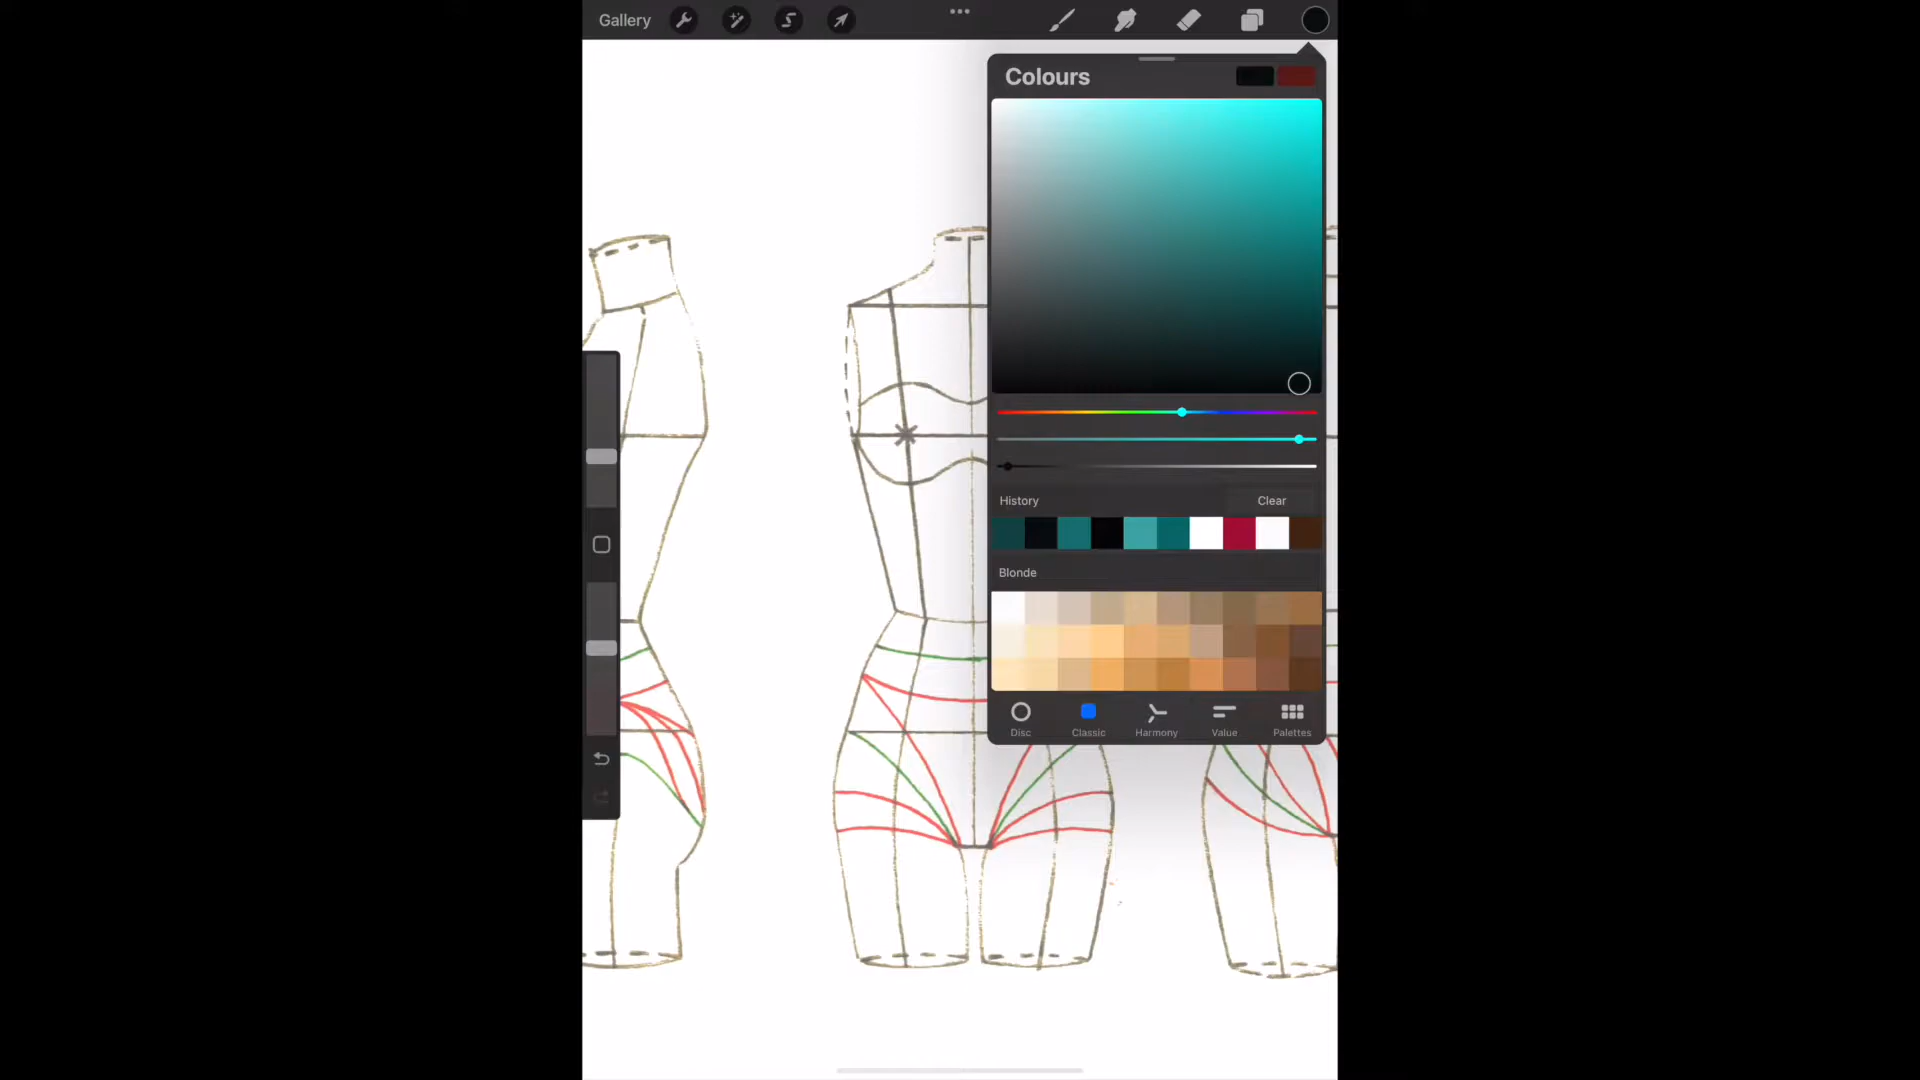 Gallery
Colours
History Clear
Blonde
Disc Classic Harmony Value Palettes